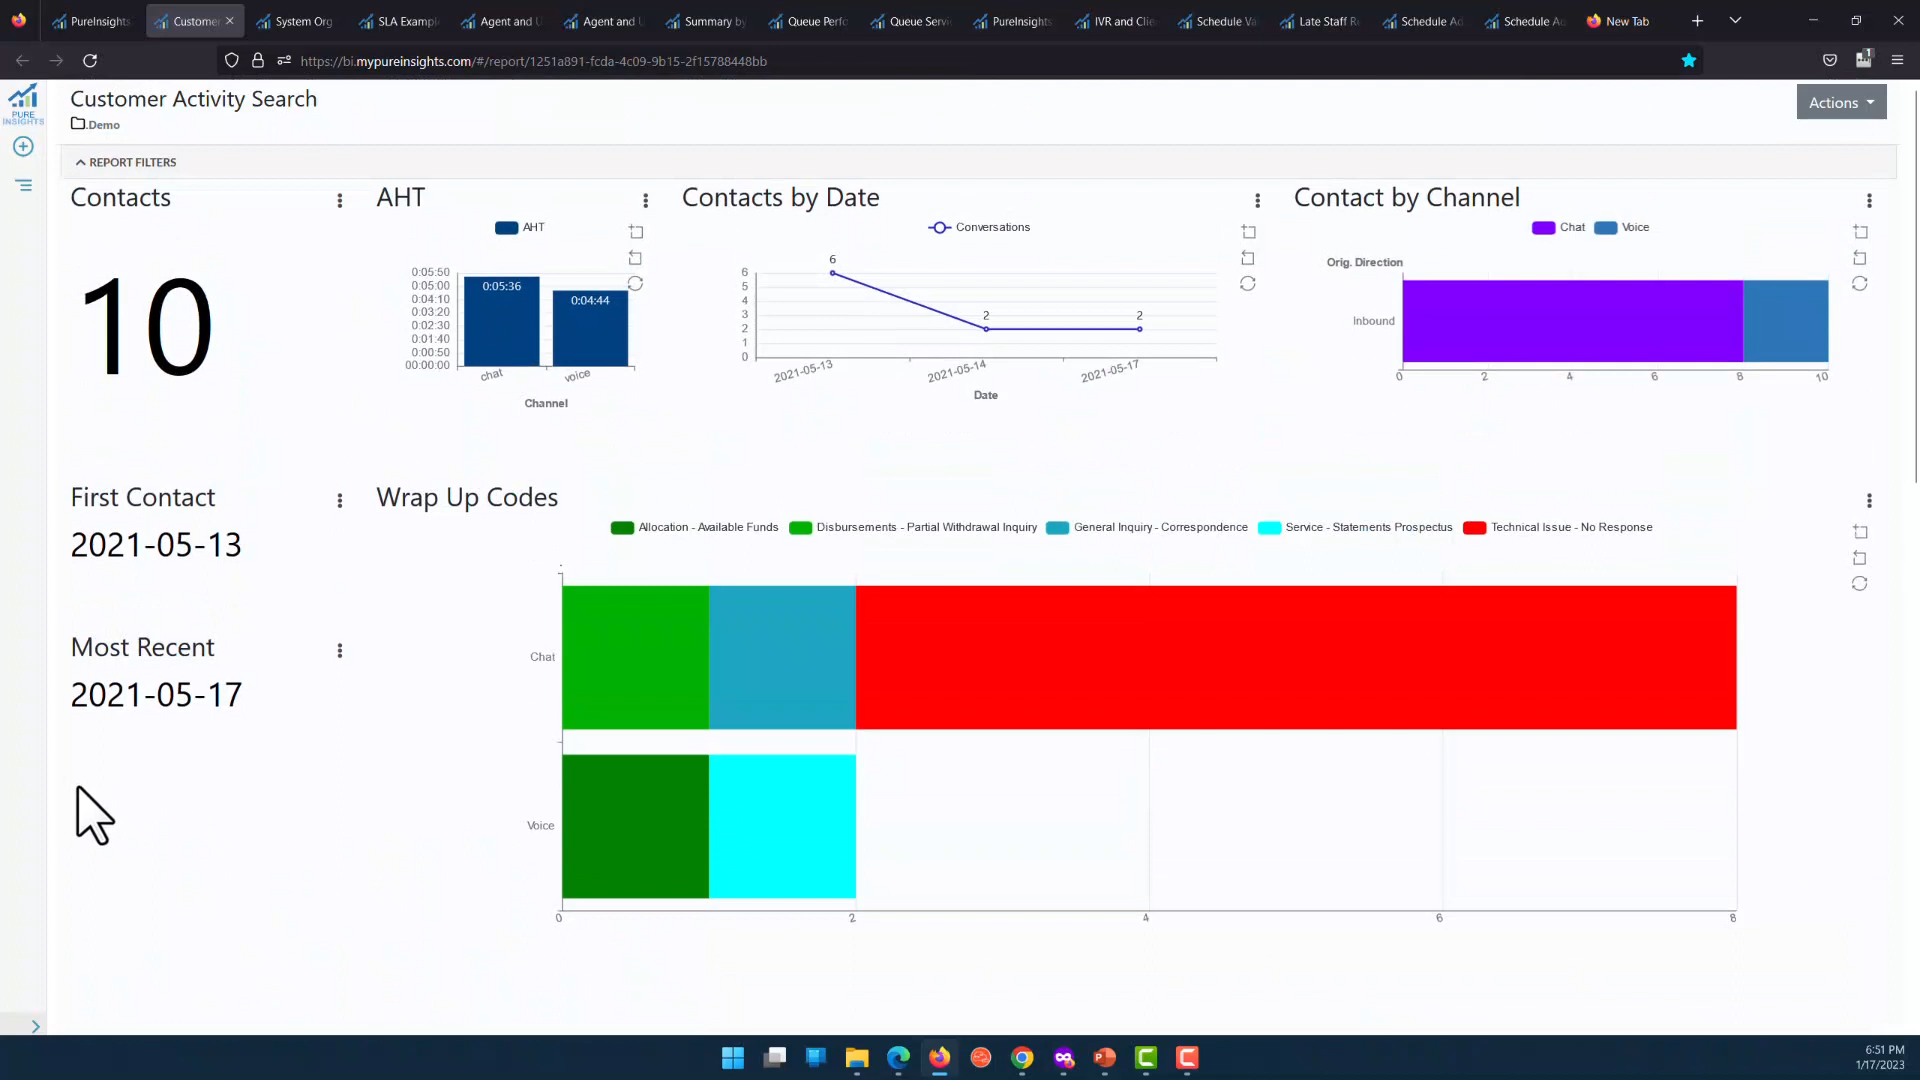 PureInsights
Customer
System Org
SLA Example
Agent and U
Agent and U
Summary by
Queue Perfo
Queue Servi
PureInsights
IVR and Clie
Schedule Va
Late Staff R
Schedule Ad
Schedule Ad
New Tab
https://bi.mypureinsights.com/#/report/1251a891-fcda-4c09-9b15-2f15788448bb
1
PURE
INSIGHTS
Customer Activity Search
.Demo
Actions
REPORT FILTERS
Contacts
10
AHT
AHT
0:05:50
0:05:00
0:04:10
0:03:20
0:02:30
0:01:40
0:00:50
00:00:00
0:05:36
0:04:44
chat
voice
Channel
Contacts by Date
Conversations
6
5
4
3
2
1
0
6
2
2
2021-05-13
2021-05-14
2021-05-17
Date
Contact by Channel
Chat
Voice
Orig. Direction
Inbound
0
2
4
6
8
10
First Contact
2021-05-13
Most Recent
2021-05-17
Wrap Up Codes
Allocation - Available Funds
Disbursements - Partial Withdrawal Inquiry
General Inquiry - Correspondence
Service - Statements Prospectus
Technical Issue - No Response
Chat
Voice
0
2
4
6
8
6:51 PM
1/17/2023